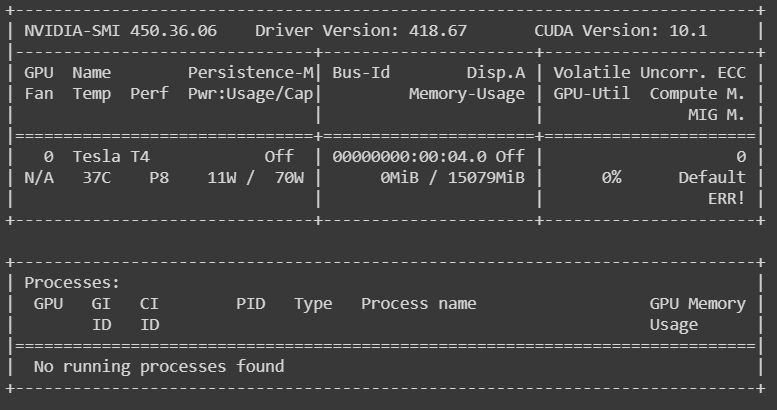 +-----------------------------------------------------------------------------+
| NVIDIA-SMI 450.36.06    Driver Version: 418.67       CUDA Version: 10.1     |
|-------------------------------+----------------------+----------------------+
| GPU  Name        Persistence-M| Bus-Id        Disp.A | Volatile Uncorr. ECC |
| Fan  Temp  Perf  Pwr:Usage/Cap|         Memory-Usage | GPU-Util  Compute M. |
|                               |                      |               MIG M. |
|===============================+======================+======================|
|   0  Tesla T4            Off  | 00000000:00:04.0 Off |                    0 |
| N/A   37C    P8    11W /  70W |      0MiB / 15079MiB |      0%      Default |
|                               |                      |                 ERR! |
+-------------------------------+----------------------+----------------------+

+-----------------------------------------------------------------------------+
| Processes:                                                                  |
|  GPU   GI   CI        PID   Type   Process name                  GPU Memory |
|        ID   ID                                                   Usage      |
|=============================================================================|
|  No running processes found                                                 |
+-----------------------------------------------------------------------------+